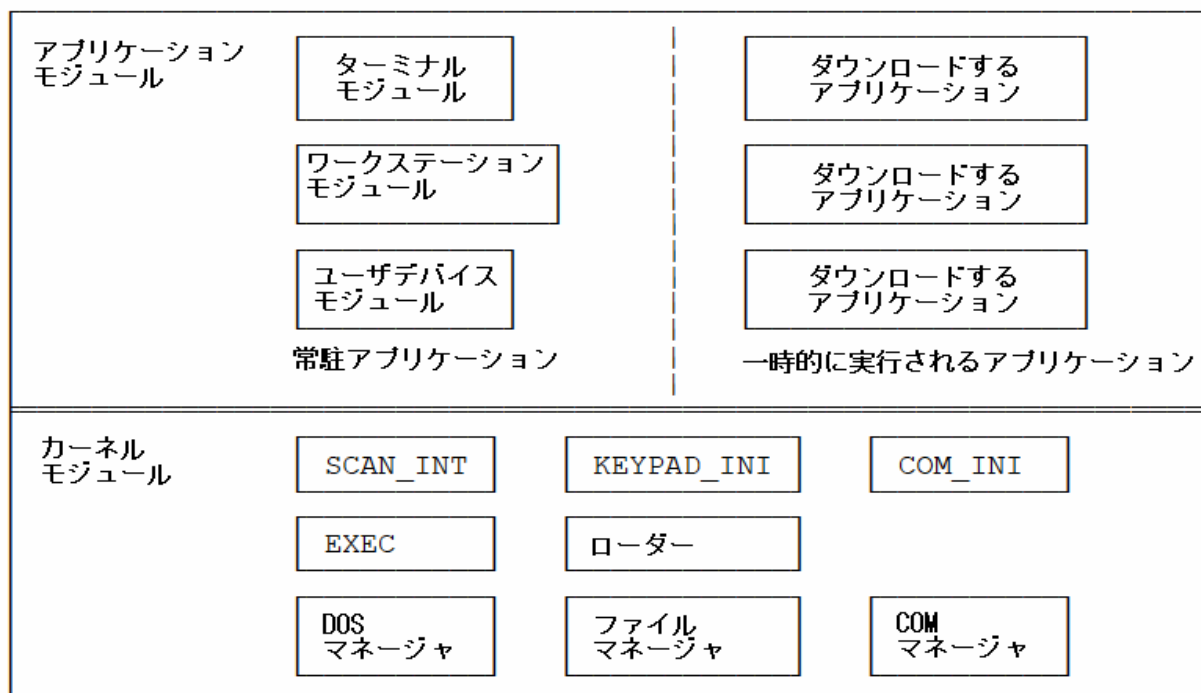 アプリケーション
モジュール
ターミナル
モジュール
ダウンロードする
アプリケーション
ワークステーション
モジュール
ダウンロードする
アプリケーション
ユーザデバイス
モジュール
ダウンロードする
アプリケーション
常駐アプリケーション
一時的に実行されるアプリケーション
カーネル
モジュール
SCAN_INT
KEYPAD_INI
COM_INI
EXEC
ローダー
DOS
マネージャ
ファイル
マネージャ
COM
マネージャ